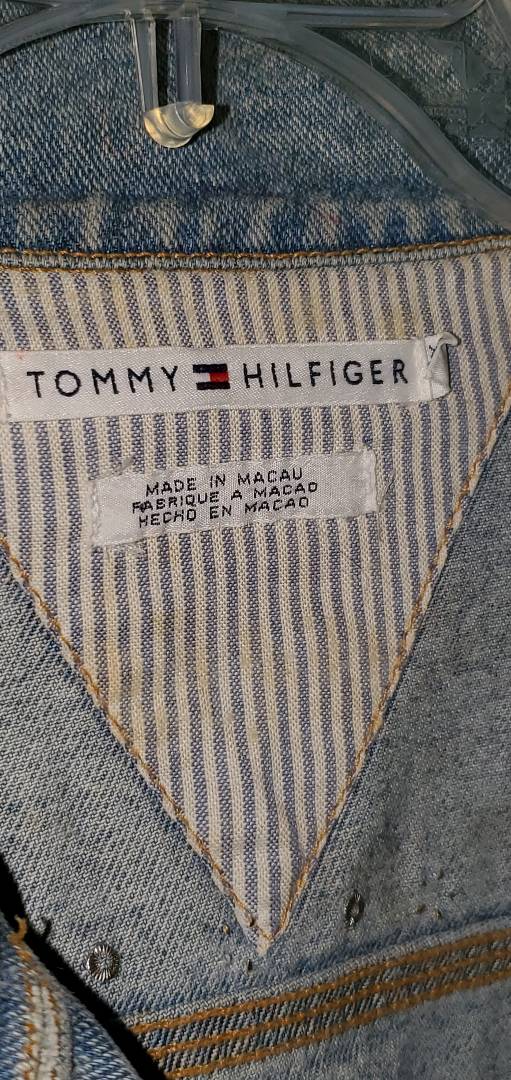 TOMMY HILFIGER
MADE IN MACAU
FABRIQUE A MACAO
HECHO EN MACAO